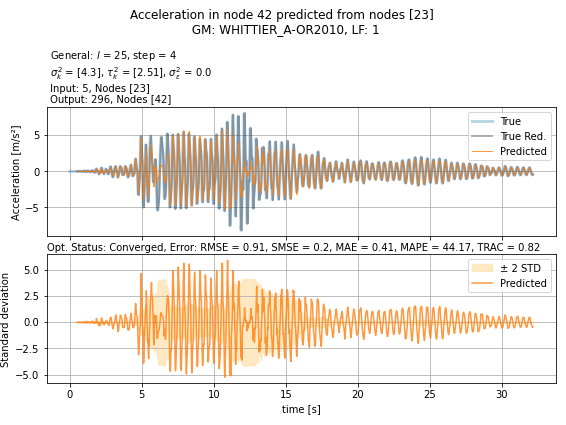 Acceleration in node 42 predicted from nodes [23]
GM: WHITTIER_A-OR2010, LF: 1
General: l = 25, step = 4
σ²ₖ = [4.3], τ²ₖ = [2.51], σ²ε = 0.0
Input: 5, Nodes [23]
Output: 296, Nodes [42]
Acceleration [m/s²]
5
0
−5
True
True Red.
Predicted
Opt. Status: Converged, Error: RMSE = 0.91, SMSE = 0.2, MAE = 0.41, MAPE = 44.17, TRAC = 0.82
Standard deviation
5.0
2.5
0.0
−2.5
−5.0
± 2 STD
Predicted
0 5 10 15 20 25 30
time [s]